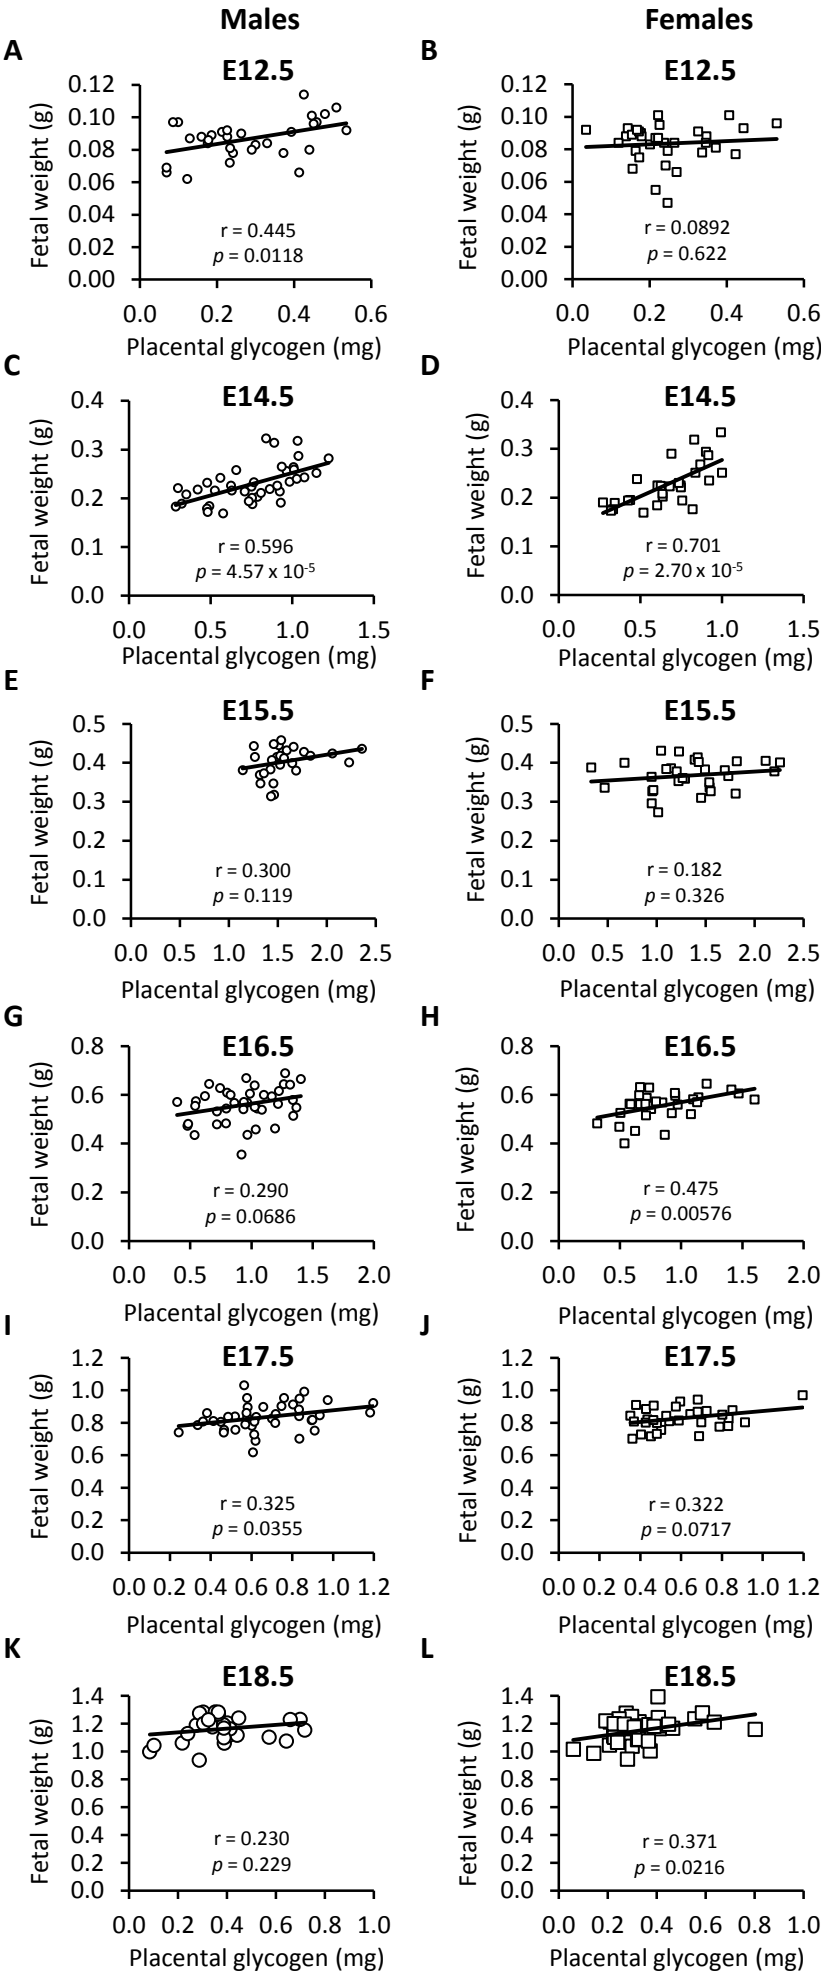 Males
Females
A
E12.5
Fetal weight (g)
0.12
0.10
0.08
0.06
0.04
0.02
0.00
r = 0.445
p = 0.0118
0.0 0.2 0.4 0.6
Placental glycogen (mg)
B
E12.5
Fetal weight (g)
0.12
0.10
0.08
0.06
0.04
0.02
0.00
r = 0.0892
p = 0.622
0.0 0.2 0.4 0.6
Placental glycogen (mg)
C
E14.5
Fetal weight (g)
0.4
0.3
0.2
0.1
0.0
r = 0.596
p = 4.57 x 10-5
0.0 0.5 1.0 1.5
Placental glycogen (mg)
D
E14.5
Fetal weight (g)
0.4
0.3
0.2
0.1
0.0
r = 0.701
p = 2.70 x 10-5
0.0 0.5 1.0 1.5
Placental glycogen (mg)
E
E15.5
Fetal weight (g)
0.5
0.4
0.3
0.2
0.1
0.0
r = 0.300
p = 0.119
0.0 0.5 1.0 1.5 2.0 2.5
Placental glycogen (mg)
F
E15.5
Fetal weight (g)
0.5
0.4
0.3
0.2
0.1
0.0
r = 0.182
p = 0.326
0.0 0.5 1.0 1.5 2.0 2.5
Placental glycogen (mg)
G
E16.5
Fetal weight (g)
0.8
0.6
0.4
0.2
0.0
r = 0.290
p = 0.0686
0.0 0.5 1.0 1.5 2.0
Placental glycogen (mg)
H
E16.5
Fetal weight (g)
0.8
0.6
0.4
0.2
0.0
r = 0.475
p = 0.00576
0.0 0.5 1.0 1.5 2.0
Placental glycogen (mg)
I
E17.5
Fetal weight (g)
1.2
1.0
0.8
0.6
0.4
0.2
0.0
r = 0.325
p = 0.0355
0.0 0.2 0.4 0.6 0.8 1.0 1.2
Placental glycogen (mg)
J
E17.5
Fetal weight (g)
1.2
1.0
0.8
0.6
0.4
0.2
0.0
r = 0.322
p = 0.0717
0.0 0.2 0.4 0.6 0.8 1.0 1.2
Placental glycogen (mg)
K
E18.5
Fetal weight (g)
1.4
1.2
1.0
0.8
0.6
0.4
0.2
0.0
r = 0.230
p = 0.229
0.0 0.2 0.4 0.6 0.8 1.0
Placental glycogen (mg)
L
E18.5
Fetal weight (g)
1.4
1.2
1.0
0.8
0.6
0.4
0.2
0.0
r = 0.371
p = 0.0216
0.0 0.2 0.4 0.6 0.8 1.0
Placental glycogen (mg)